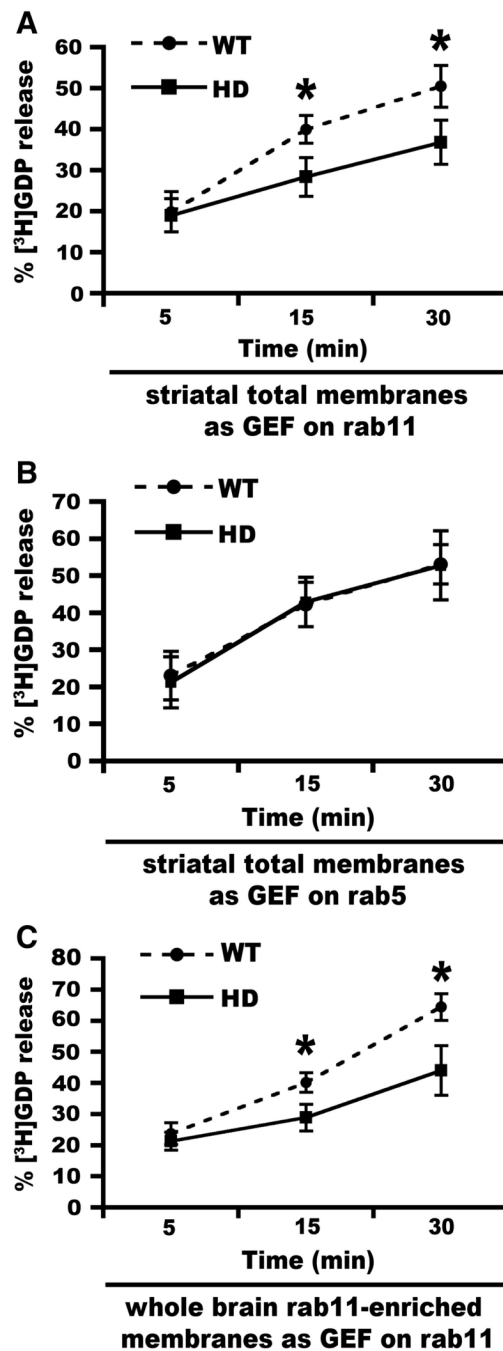 A
WT
HD
*
*
% [³H]GDP release
60
50
40
30
20
10
0
5 15 30
Time (min)
striatal total membranes
as GEF on rab11
B
WT
HD
% [³H]GDP release
70
60
50
40
30
20
10
0
5 15 30
Time (min)
striatal total membranes
as GEF on rab5
C
WT
HD
*
*
% [³H]GDP release
80
70
60
50
40
30
20
10
0
5 15 30
Time (min)
whole brain rab11-enriched
membranes as GEF on rab11